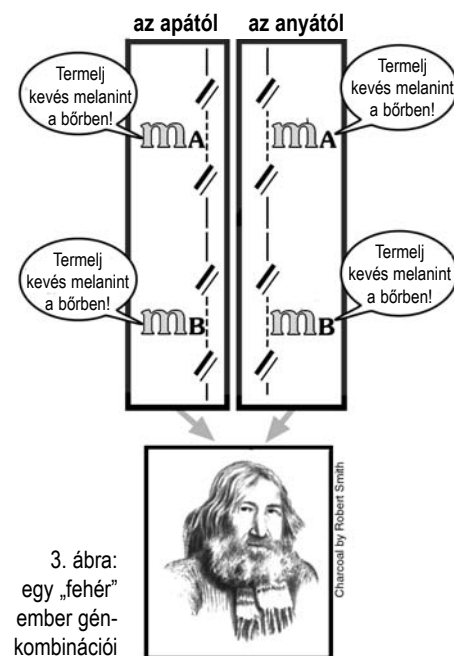 az apától
az anyától
Termelj
kevés melanint
a bőrben!
mA
Termelj
kevés melanint
a bőrben!
mA
Termelj
kevés melanint
a bőrben!
mB
Termelj
kevés melanint
a bőrben!
mB
3. ábra:
egy „fehér”
ember gén-
kombinációi
Charcoal by Robert Smith